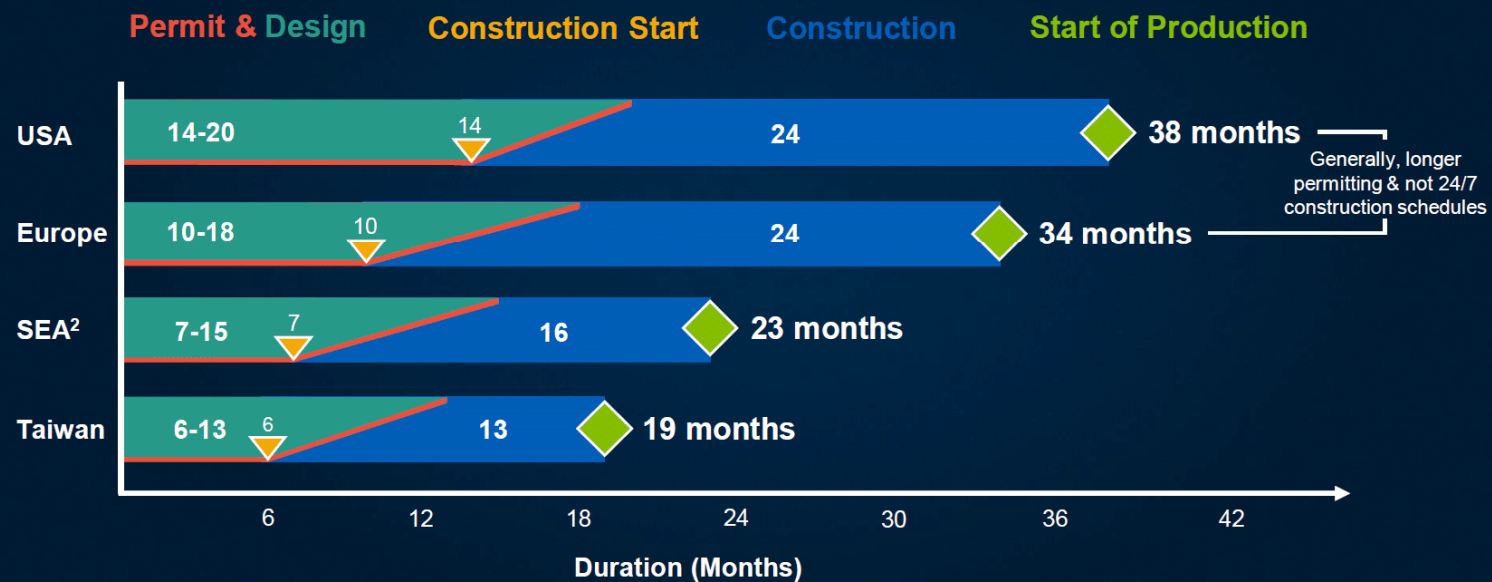 Permit & Design Construction Start Construction Start of Production
USA 14-20 14 24 38 months
Generally, longer
permitting & not 24/7
construction schedules
Europe 10-18 10 24 34 months
SEA² 7-15 7 16 23 months
Taiwan 6-13 6 13 19 months
6 12 18 24 30 36 42
Duration (Months)